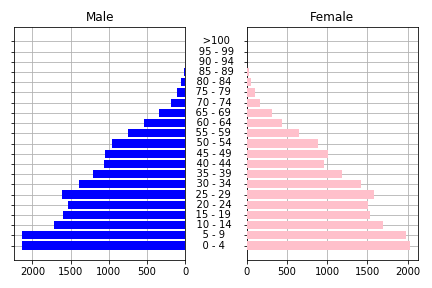 Male
Female
>100
95 - 99
90 - 94
85 - 89
80 - 84
75 - 79
70 - 74
65 - 69
60 - 64
55 - 59
50 - 54
45 - 49
40 - 44
35 - 39
30 - 34
25 - 29
20 - 24
15 - 19
10 - 14
5 - 9
0 - 4
2000 1500 1000 500 0
0 500 1000 1500 2000